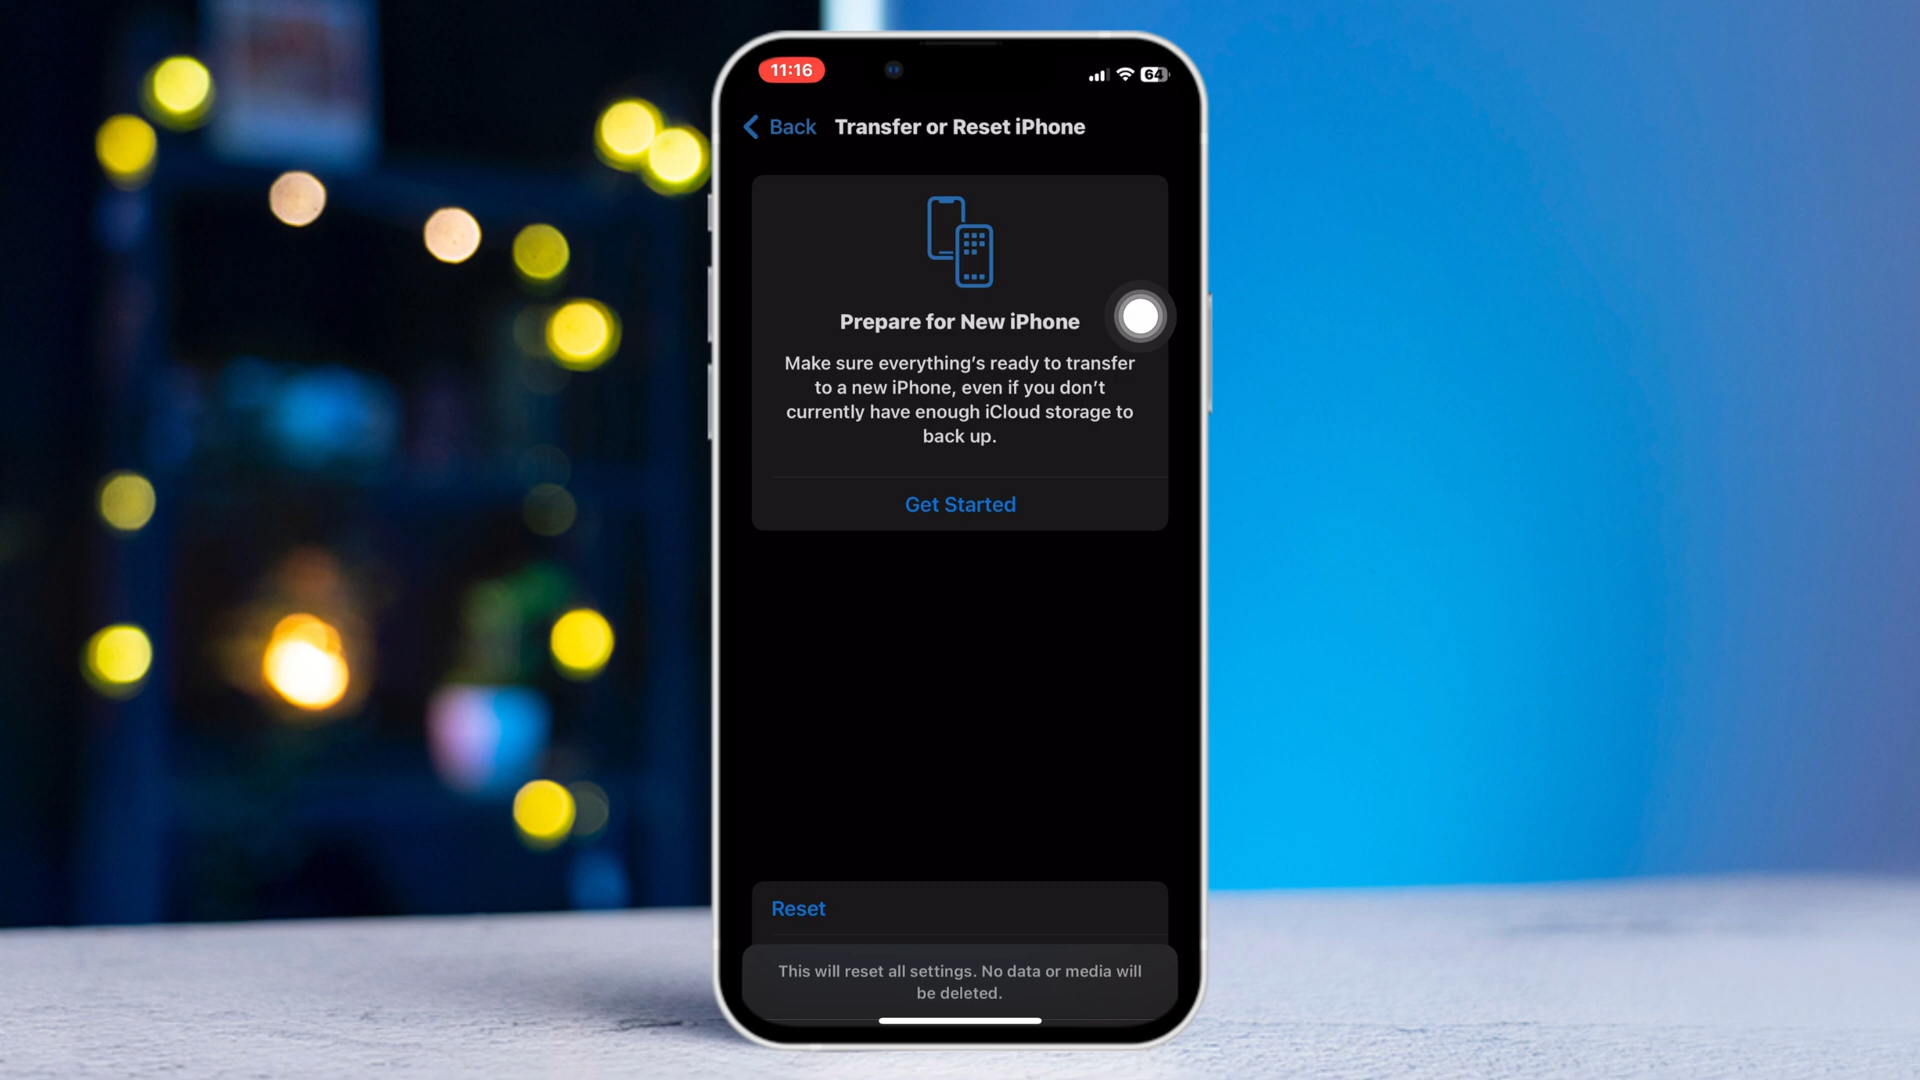 11:16
64
Back Transfer or Reset iPhone
Prepare for New iPhone
Make sure everything’s ready to transfer
to a new iPhone, even if you don’t
currently have enough iCloud storage to
back up.
Get Started
Reset
This will reset all settings. No data or media will
be deleted.